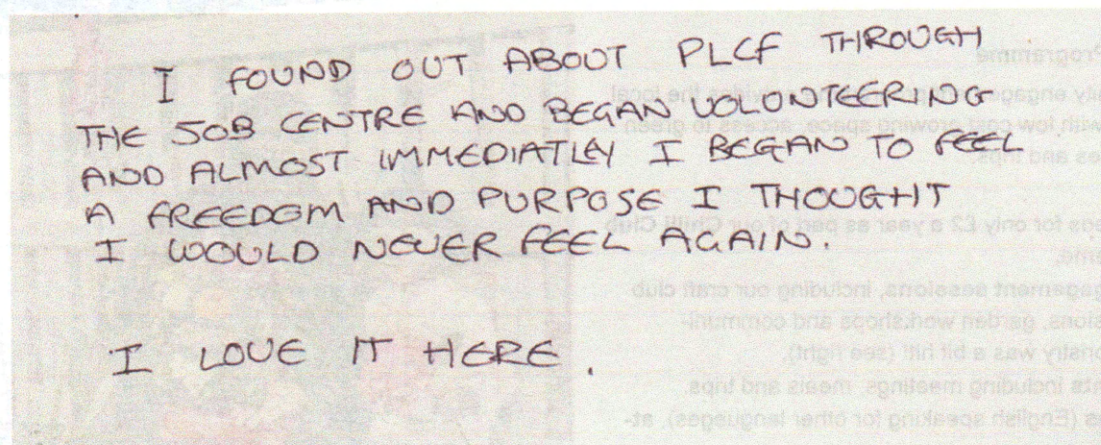 I FOUND OUT ABOUT PLCF THROUGH
THE JOB CENTRE AND BEGAN VOLONTEERING
AND ALMOST IMMEDIATLEY I BEGAN TO FEEL
A FREEDOM AND PURPOSE I THOUGHT
I WOULD NEVER FEEL AGAIN.
I LOVE IT HERE.